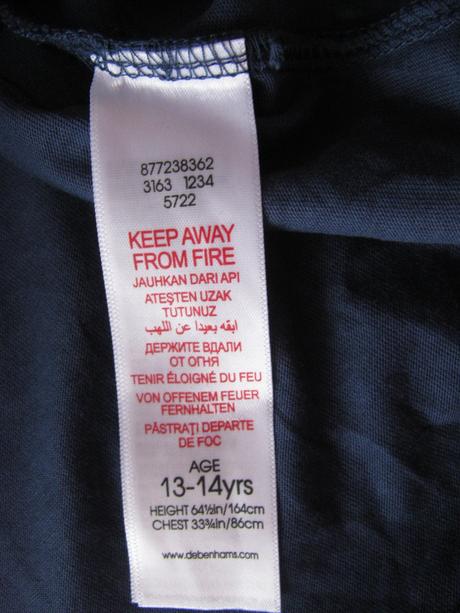 877238362
3163 1234
5722
KEEP AWAY
FROM FIRE
JAUHKAN DARI API
ATEŞTEN UZAK
TUTUNUZ
ابقه بعيدا عن اللهب
ДЕРЖИТЕ ВДАЛИ
ОТ ОГНЯ
TENIR ÉLOIGNÉ DU FEU
VON OFFENEM FEUER
FERNHALTEN
PĂSTRAȚI DEPARTE
DE FOC
AGE
13-14yrs
HEIGHT 64½in/164cm
CHEST 33¾in/86cm
www.debenhams.com